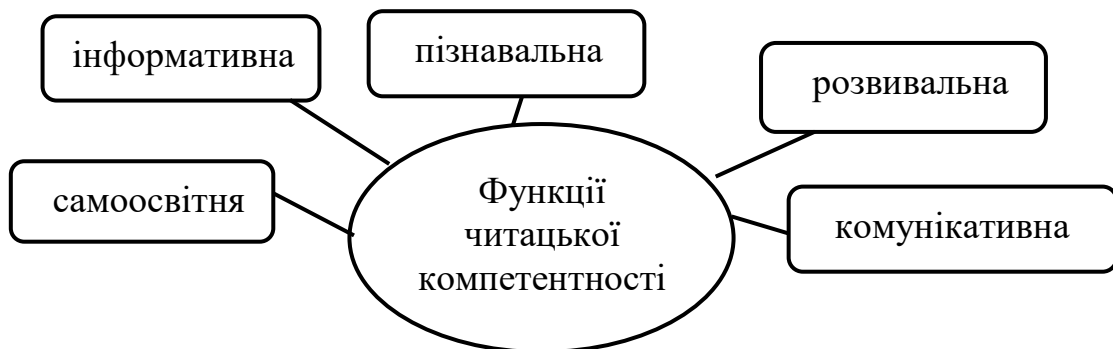 інформативна
пізнавальна
розвивальна
самоосвітня
комунікативна
Функції
читацької
компетентності